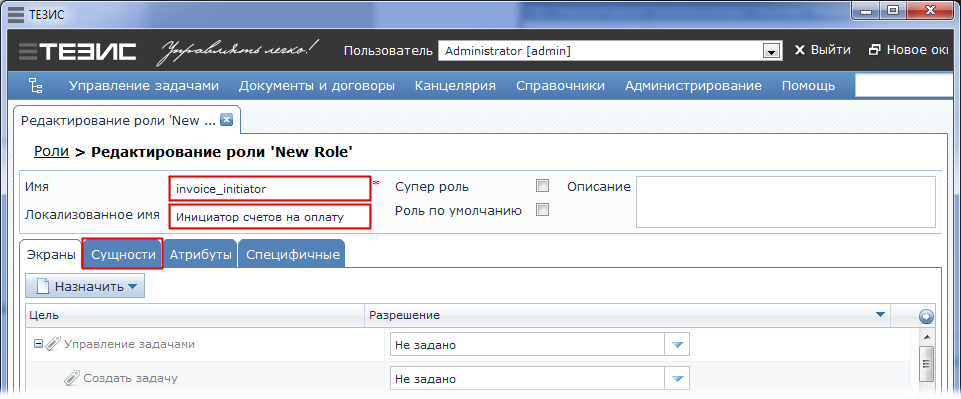 ТЕЗИС
ТЕЗИС Управлять легко! Пользователь Administrator [admin] Выйти Новое ок
Управление задачами Документы и договоры Канцелярия Справочники Администрирование Помощь
Редактирование роли 'New ...
Роли > Редактирование роли 'New Role'
Имя invoice_initiator * Супер роль Описание
Локализованное имя Инициатор счетов на оплату Роль по умолчанию
Экраны Сущности Атрибуты Специфичные
Назначить
Цель Разрешение
Управление задачами Не задано
Создать задачу Не задано